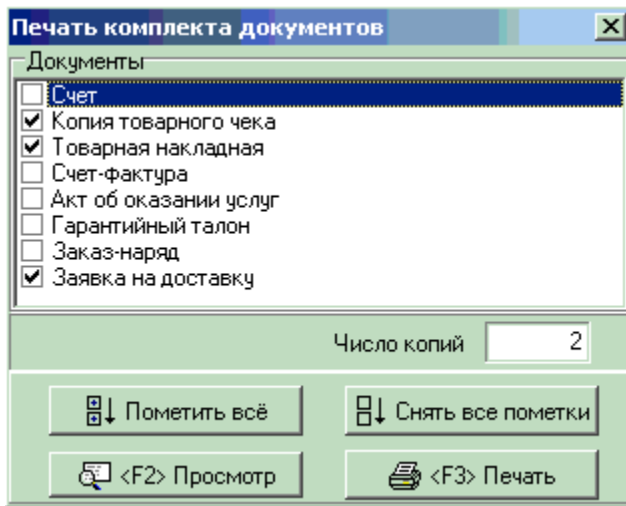 Печать комплекта документов
Документы
Счет
Копия товарного чека
Товарная накладная
Счет-фактура
Акт об оказании услуг
Гарантийный талон
Заказ-наряд
Заявка на доставку
Число копий 2
Пометить всё Снять все пометки
<F2> Просмотр <F3> Печать